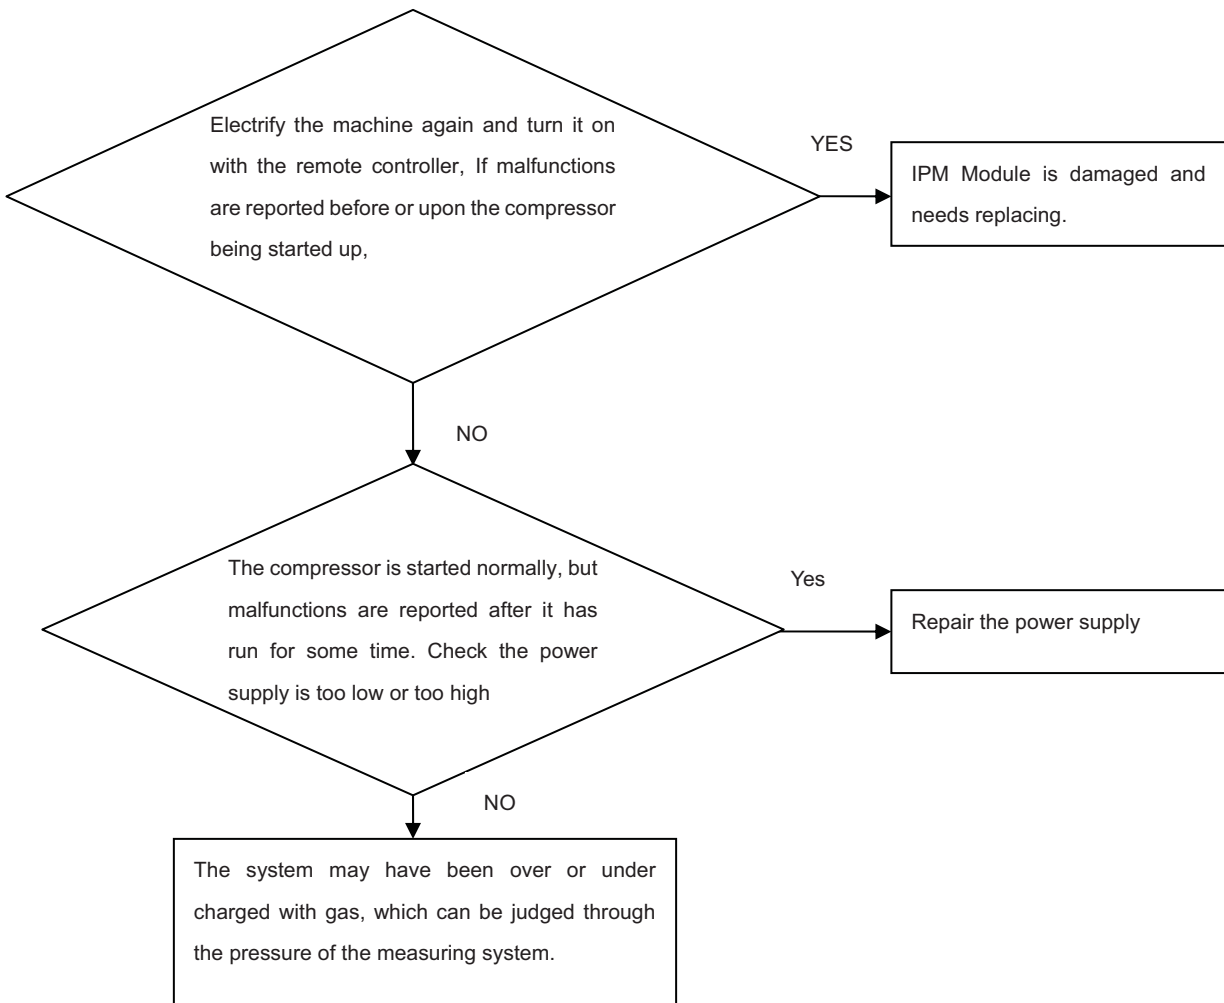 Electrify the machine again and turn it on
with the remote controller, If malfunctions
are reported before or upon the compressor
being started up,
YES
IPM Module is damaged and
needs replacing.
NO
The compressor is started normally, but
malfunctions are reported after it has
run for some time. Check the power
supply is too low or too high
Yes
Repair the power supply
NO
The system may have been over or under
charged with gas, which can be judged through
the pressure of the measuring system.